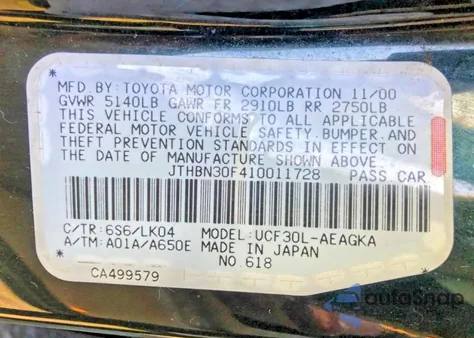 MFD. BY: TOYOTA MOTOR CORPORATION 11/00
GVWR 5140LB GAWR FR 2910LB RR 2750LB
THIS VEHICLE CONFORMS TO ALL APPLICABLE
FEDERAL MOTOR VEHICLE SAFETY, BUMPER, AND
THEFT PREVENTION STANDARDS IN EFFECT ON
THE DATE OF MANUFACTURE SHOWN ABOVE.
JTHBN30F410011728 PASS. CAR
C/TR: 6S6/LK04 MODEL: UCF30L-AEAGKA
A/TM: A01A/A650E MADE IN JAPAN
NO.618
CA499579
autoSnap